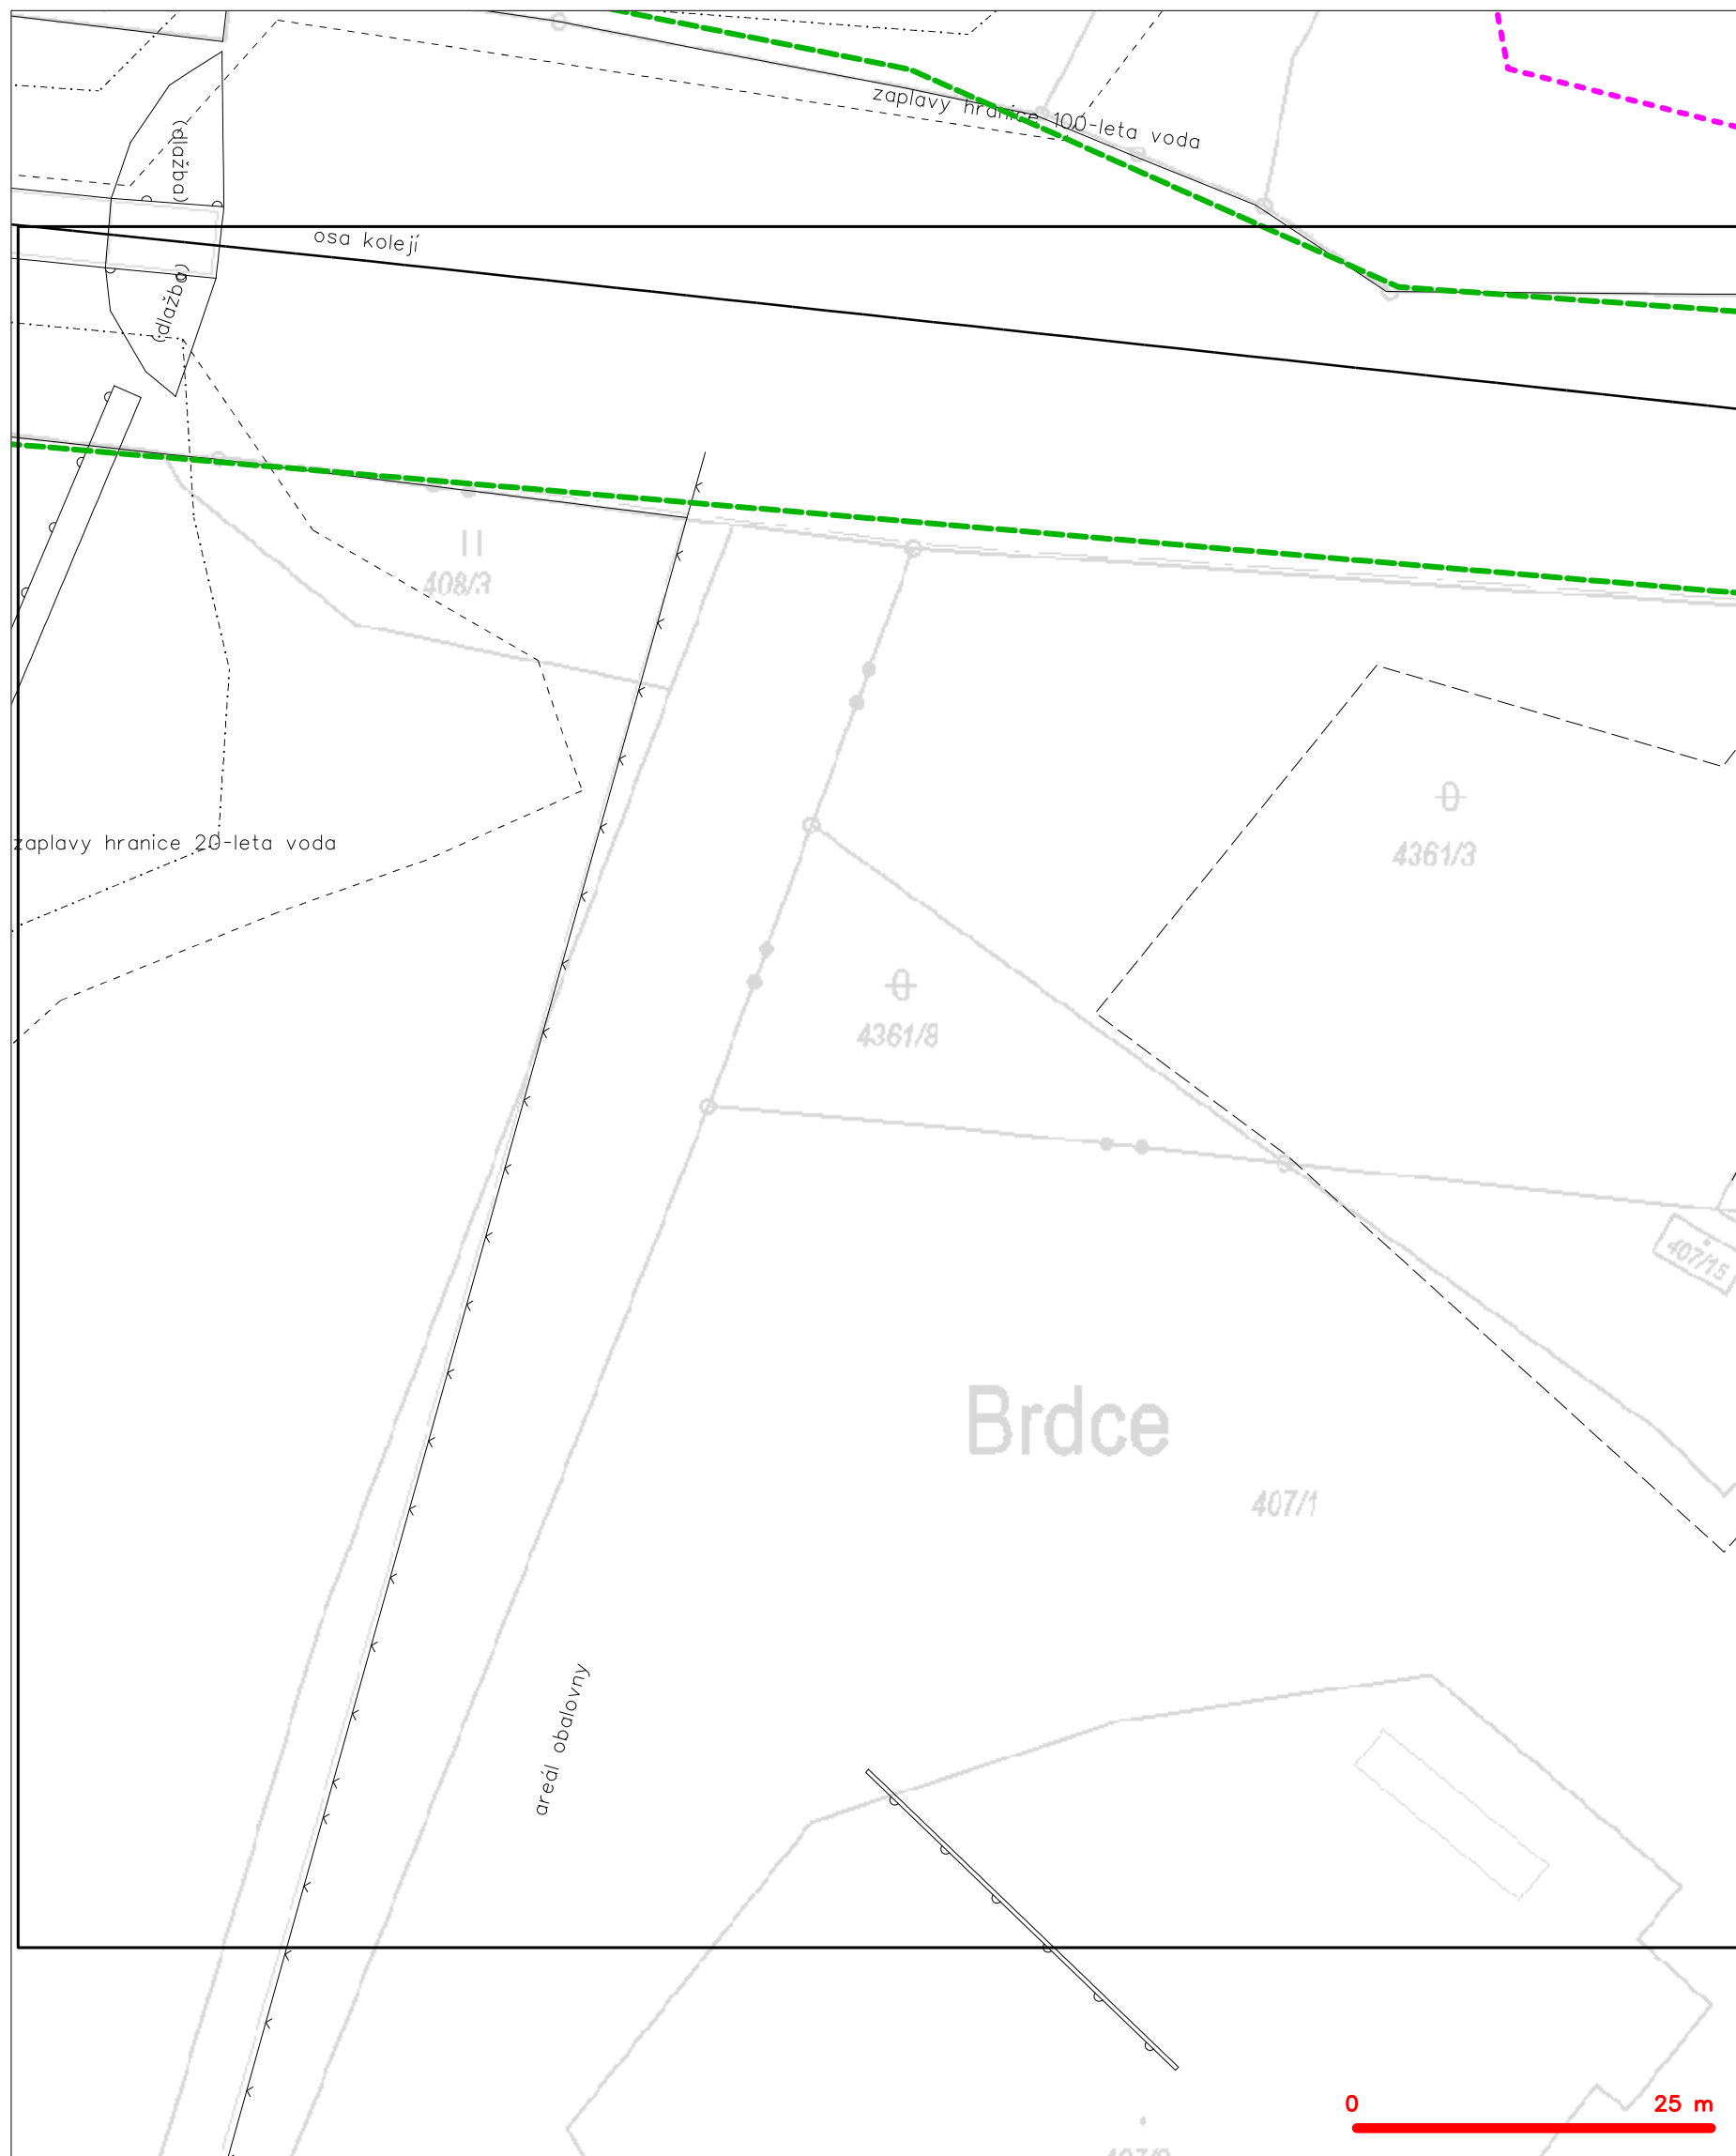 zaplavy hranice 100-leta voda
(dlažba)
osa kolejí
(dlažba)
408/3
4361/3
zaplavy hranice 20-leta voda
4361/8
407/15
Brdce
407/1
areál obalovny
0 25 m